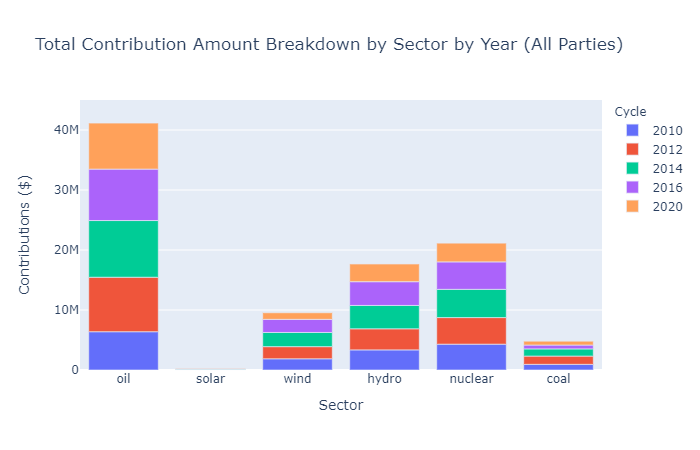 Total Contribution Amount Breakdown by Sector by Year (All Parties)
Cycle
2010
2012
2014
2016
2020
Contributions ($)
40M
30M
20M
10M
0
oil solar wind hydro nuclear coal
Sector